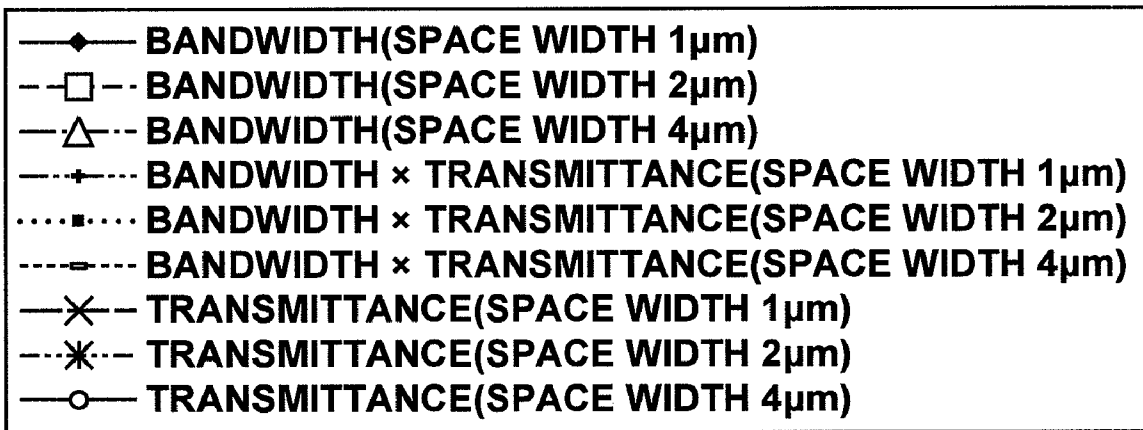 BANDWIDTH(SPACE WIDTH 1µm)
BANDWIDTH(SPACE WIDTH 2µm)
BANDWIDTH(SPACE WIDTH 4µm)
BANDWIDTH × TRANSMITTANCE(SPACE WIDTH 1µm)
BANDWIDTH × TRANSMITTANCE(SPACE WIDTH 2µm)
BANDWIDTH × TRANSMITTANCE(SPACE WIDTH 4µm)
TRANSMITTANCE(SPACE WIDTH 1µm)
TRANSMITTANCE(SPACE WIDTH 2µm)
TRANSMITTANCE(SPACE WIDTH 4µm)